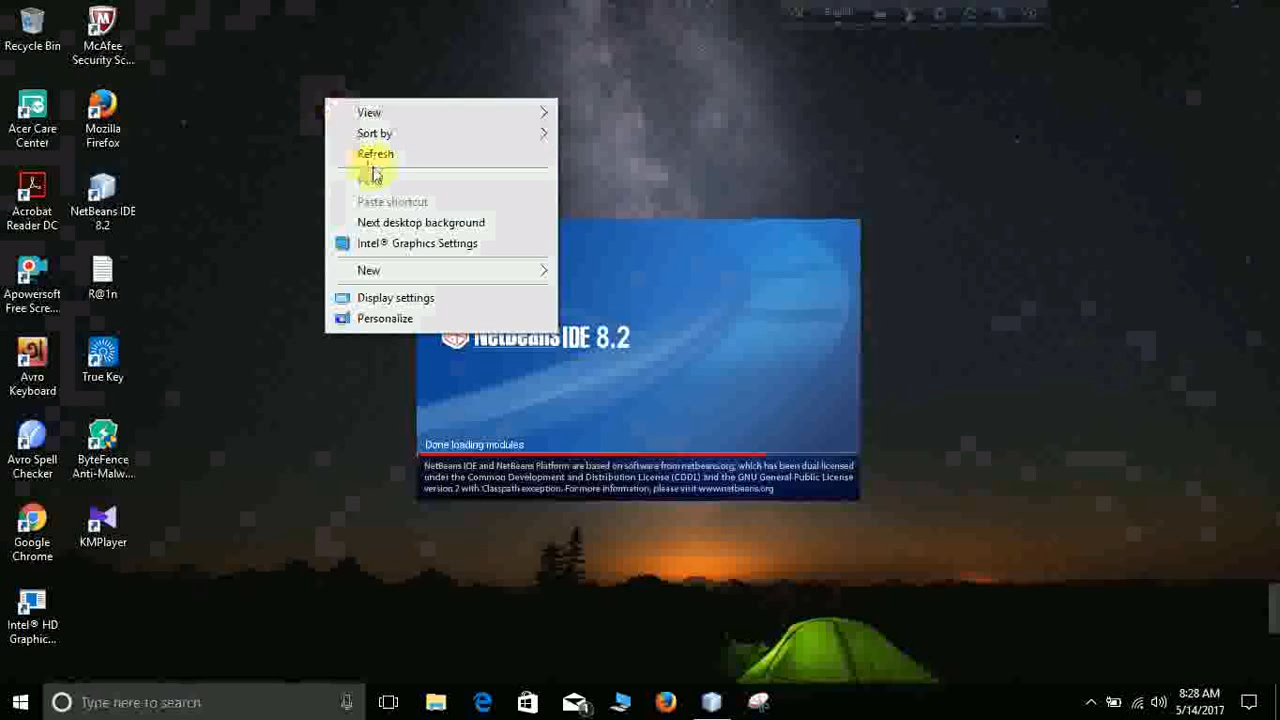 Recycle Bin
McAfee
Security Sc...
Acer Care
Center
Mozilla
Firefox
Acrobat
Reader DC
NetBeans IDE
8.2
Apowersoft
Free Scre...
R@1n
Avro
Keyboard
True Key
Avro Spell
Checker
ByteFence
Anti-Malw...
Google
Chrome
KMPlayer
Intel® HD
Graphic...
View
Sort by
Refresh
Paste shortcut
Next desktop background
Intel® Graphics Settings
New
Display settings
Personalize
NetBeans IDE 8.2
Done loading modules
NetBeans IDE and NetBeans Platform are based on software from netbeans.org, which has been dual licensed
under the Common Development and Distribution License (CDDL) and the GNU General Public License
version 2 with Classpath exception. For more information, please visit www.netbeans.org
Type here to search
1
8:28 AM
5/14/2017